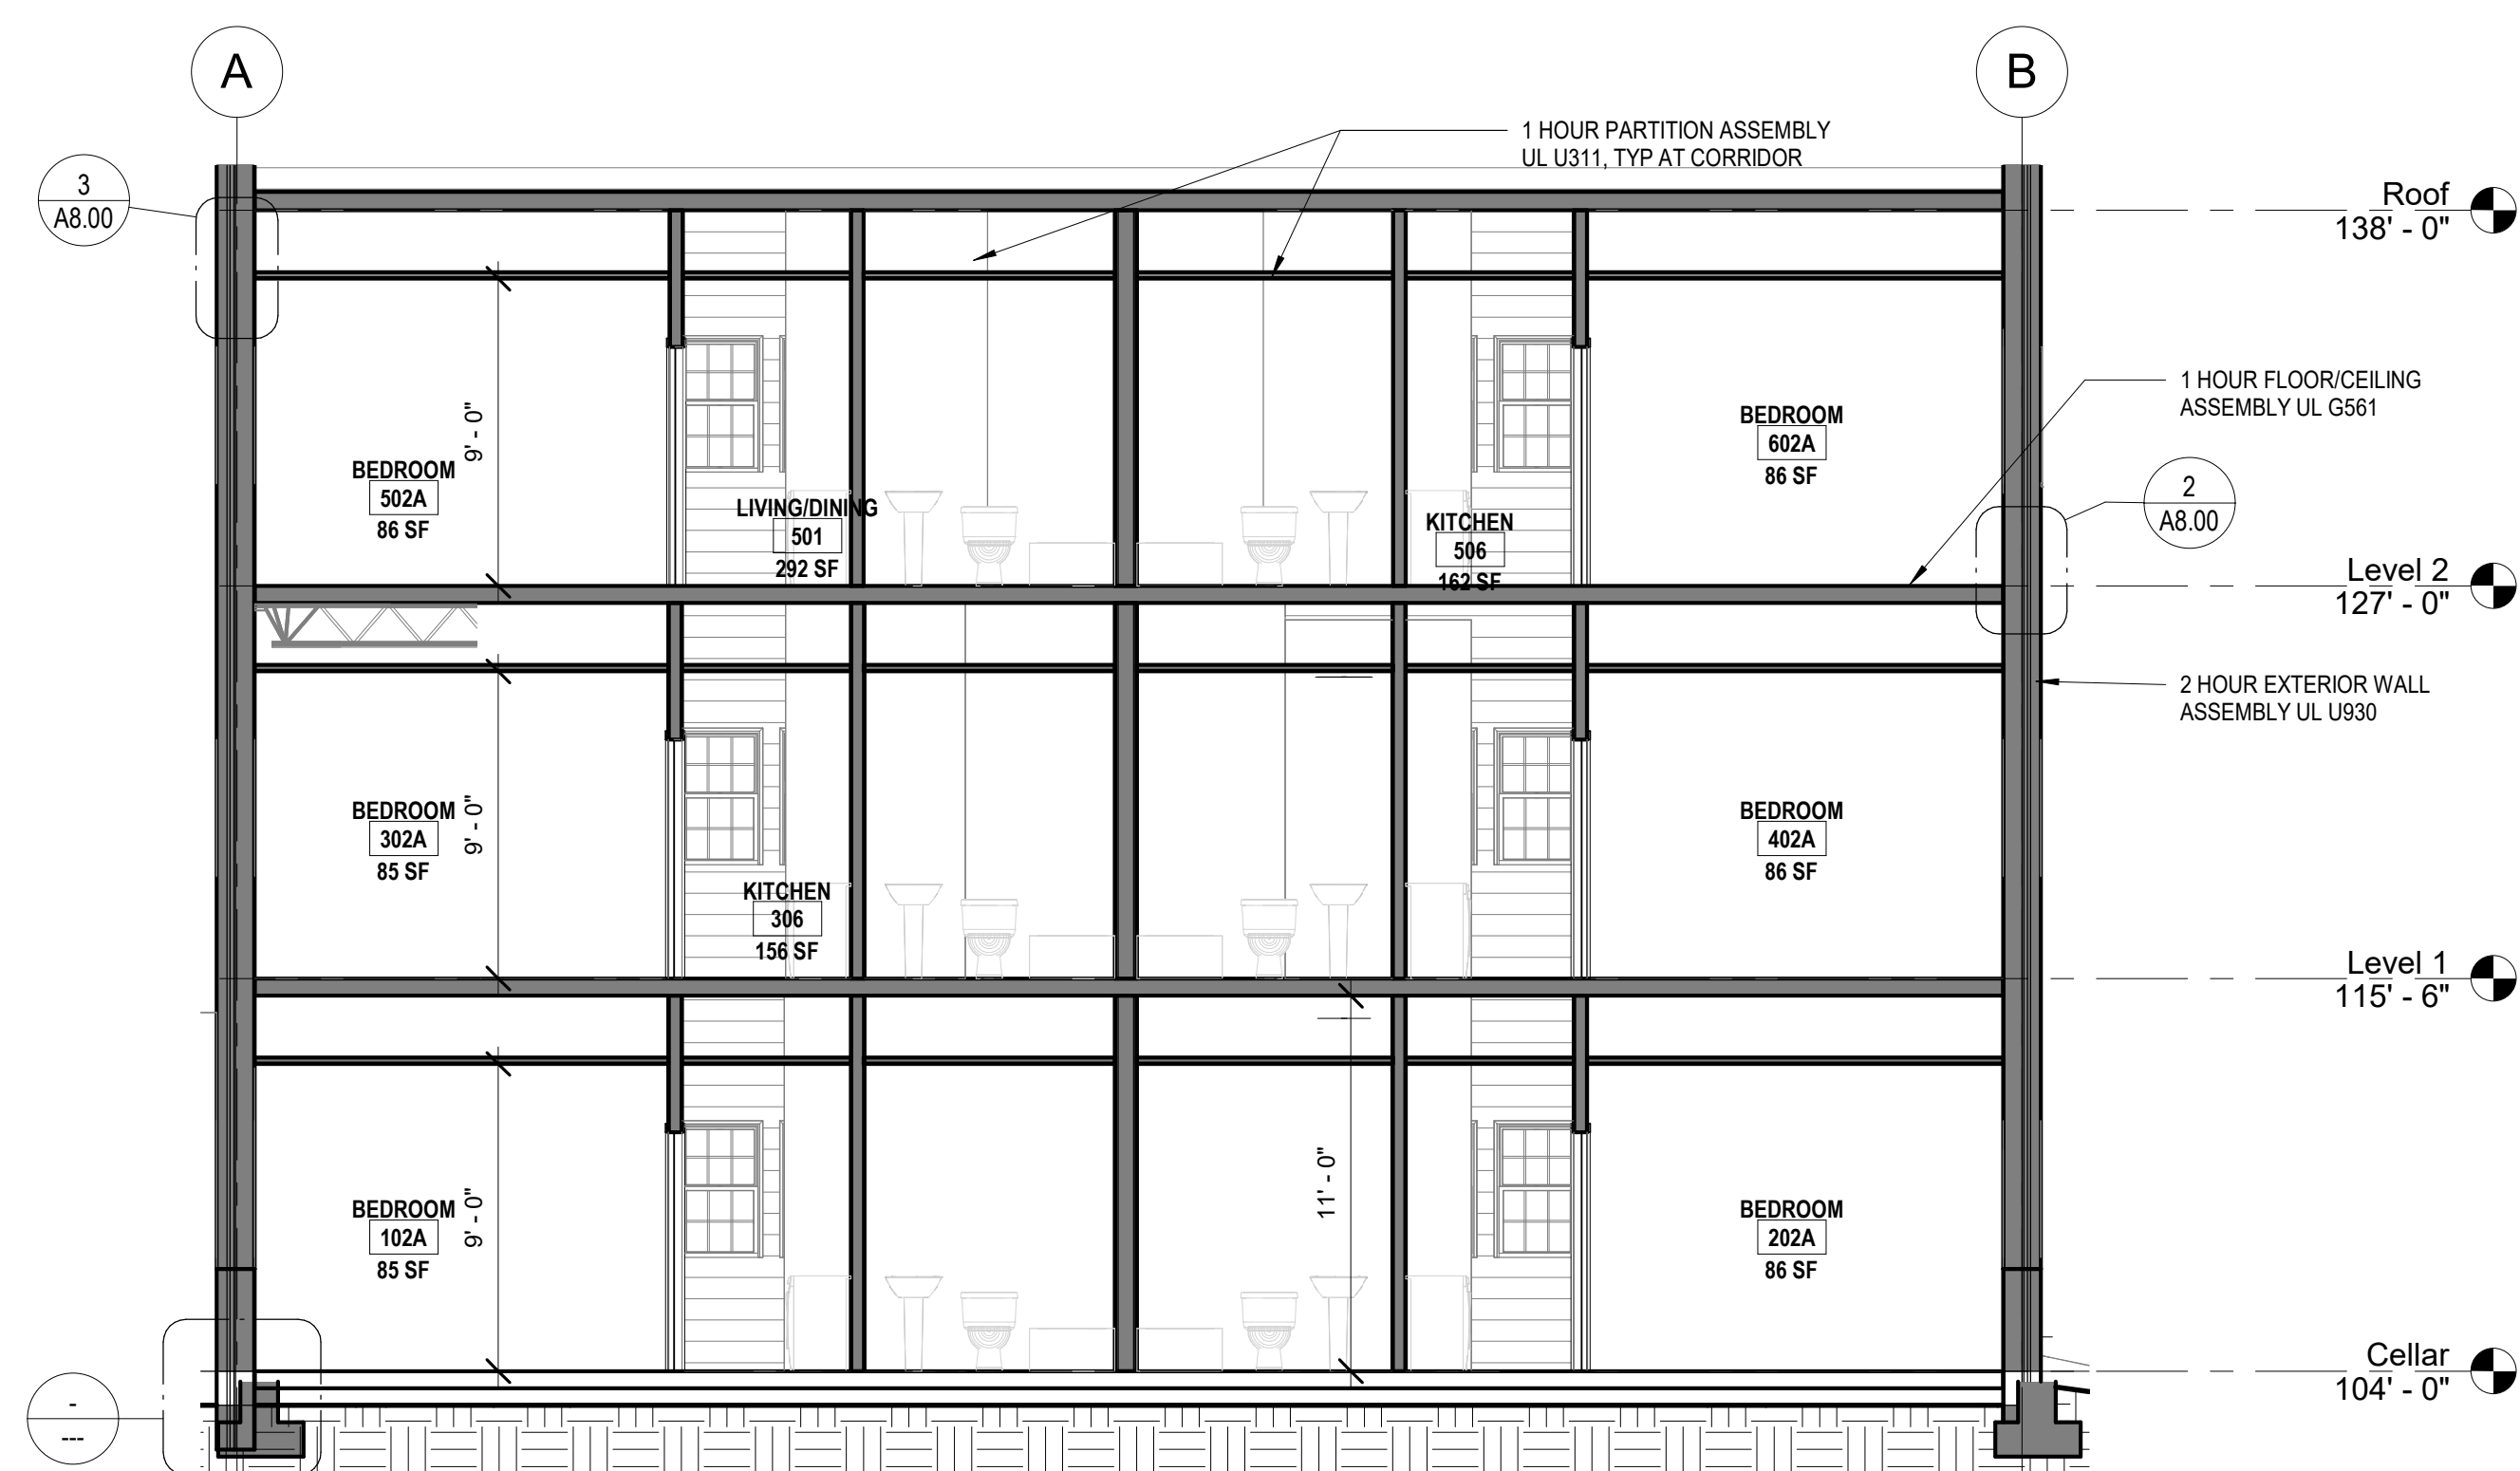 A
B
1 HOUR PARTITION ASSEMBLY
UL U311, TYP AT CORRIDOR
3
A8.00
Roof
138' - 0"
1 HOUR FLOOR/CEILING
ASSEMBLY UL G561
9' - 0"
BEDROOM
602A
86 SF
BEDROOM
502A
86 SF
LIVING/DINING
501
292 SF
KITCHEN
506
162 SF
2
A8.00
Level 2
127' - 0"
2 HOUR EXTERIOR WALL
ASSEMBLY UL U930
BEDROOM
302A
85 SF
9' - 0"
BEDROOM
402A
86 SF
KITCHEN
306
156 SF
Level 1
115' - 6"
BEDROOM
102A
85 SF
9' - 0"
11' - 0"
BEDROOM
202A
86 SF
Cellar
104' - 0"
-
---